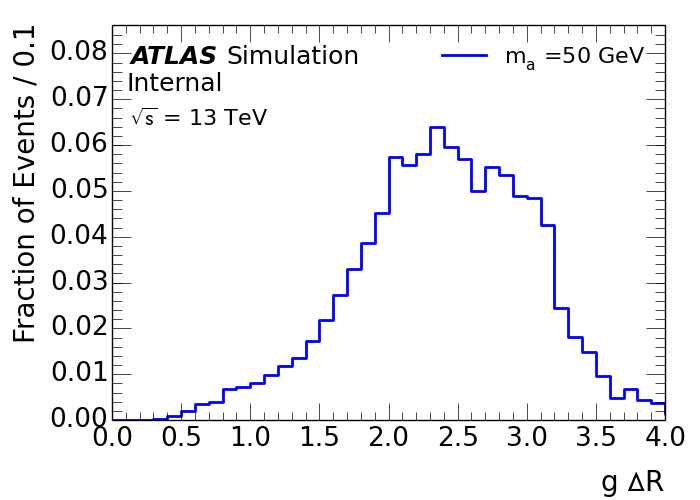 0.08
0.07
0.06
0.05
0.04
0.03
0.02
0.01
0.00
Fraction of Events / 0.1
ATLAS Simulation
Internal
√s = 13 TeV
mₐ =50 GeV
0.0 0.5 1.0 1.5 2.0 2.5 3.0 3.5 4.0
g ΔR